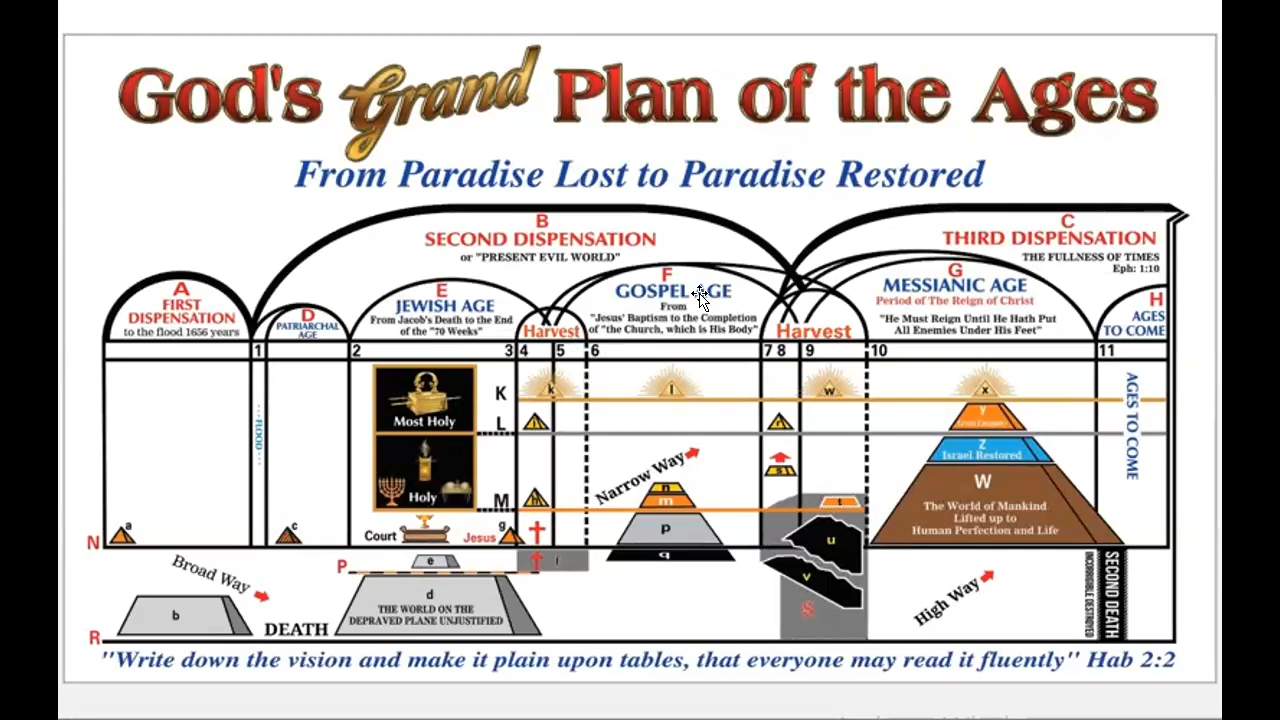 God's Grand Plan of the Ages
From Paradise Lost to Paradise Restored
A
FIRST
DISPENSATION
to the flood 1656 years
B
SECOND DISPENSATION
or "PRESENT EVIL WORLD"
C
THIRD DISPENSATION
THE FULLNESS OF TIMES
Eph: 1:10
D
PATRIARCHAL
AGE
E
JEWISH AGE
From Jacob's Death to the End
of the "70 Weeks"
Harvest
F
GOSPEL AGE
From
"Jesus' Baptism to the Completion
of "the Church, which is His Body"
Harvest
G
MESSIANIC AGE
Period of The Reign of Christ
"He Must Reign Until He Hath Put
All Enemies Under His Feet"
H
AGES
TO COME
1 2 3 4 5 6 7 8 9 10 11
FLOOD
Most Holy
Holy
Court
Jesus
K
L
M
N
P
R
a
b
c
d
THE WORLD ON THE
DEPRAVED PLANE UNJUSTIFIED
e
g
h
k
l
n
m
p
q
w
t
u
v
S
x
Y
Z
Israel Restored
W
The World of Mankind
Lifted up to
Human Perfection and Life
AGES TO COME
Broad Way
DEATH
Narrow Way
High Way
INCORRIGIBLE DESTROYED
SECOND DEATH
"Write down the vision and make it plain upon tables, that everyone may read it fluently" Hab 2:2